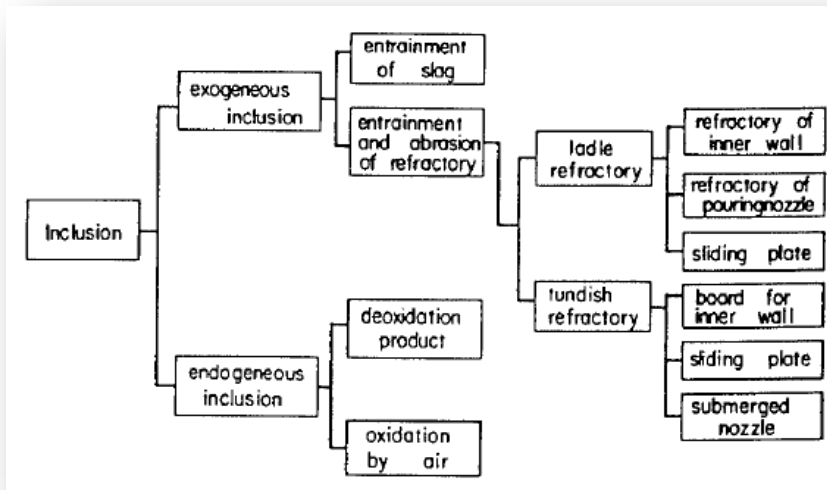 Inclusion
exogeneous
inclusion
entrainment
of slag
entrainment
and abrasion
of refractory
ladle
refractory
refractory of
inner wall
refractory of
pouringnozzle
sliding plate
tundish
refractory
board for
inner wall
sliding plate
submerged
nozzle
endogeneous
inclusion
deoxidation
product
oxidation
by air